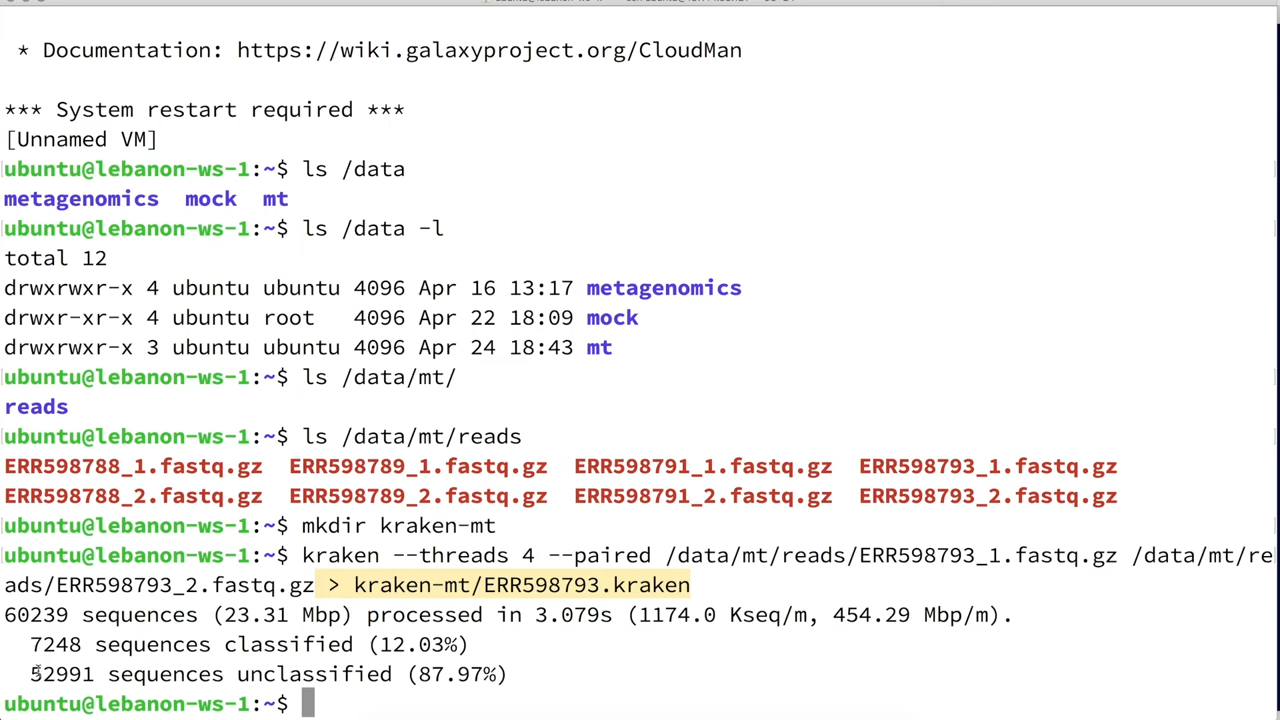 * Documentation: https://wiki.galaxyproject.org/CloudMan
*** System restart required ***
[Unnamed VM]
ubuntu@lebanon-ws-1:~$ ls /data
metagenomics  mock  mt
ubuntu@lebanon-ws-1:~$ ls /data -l
total 12
drwxrwxr-x 4 ubuntu ubuntu 4096 Apr 16 13:17 metagenomics
drwxr-xr-x 4 ubuntu root   4096 Apr 22 18:09 mock
drwxrwxr-x 3 ubuntu ubuntu 4096 Apr 24 18:43 mt
ubuntu@lebanon-ws-1:~$ ls /data/mt/
reads
ubuntu@lebanon-ws-1:~$ ls /data/mt/reads
ERR598788_1.fastq.gz  ERR598789_1.fastq.gz  ERR598791_1.fastq.gz  ERR598793_1.fastq.gz
ERR598788_2.fastq.gz  ERR598789_2.fastq.gz  ERR598791_2.fastq.gz  ERR598793_2.fastq.gz
ubuntu@lebanon-ws-1:~$ mkdir kraken-mt
ubuntu@lebanon-ws-1:~$ kraken --threads 4 --paired /data/mt/reads/ERR598793_1.fastq.gz /data/mt/re
ads/ERR598793_2.fastq.gz > kraken-mt/ERR598793.kraken
60239 sequences (23.31 Mbp) processed in 3.079s (1174.0 Kseq/m, 454.29 Mbp/m).
  7248 sequences classified (12.03%)
  52991 sequences unclassified (87.97%)
ubuntu@lebanon-ws-1:~$